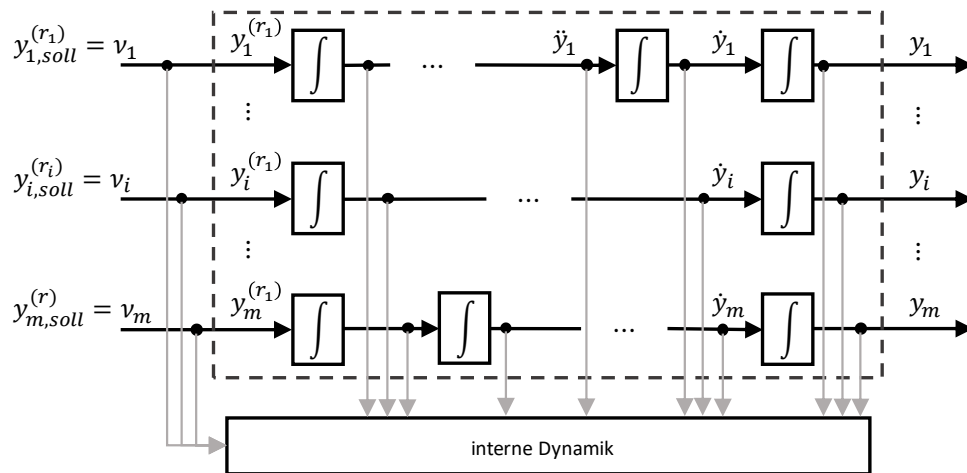 y_{1,soll}^{(r_1)} = ν_1 y_1^{(r_1)} ∫ ... ÿ_1 ∫ ẏ_1 ∫ y_1
⋮ ⋮
y_{i,soll}^{(r_i)} = ν_i y_i^{(r_1)} ∫ ... ẏ_i ∫ y_i
⋮ ⋮
y_{m,soll}^{(r)} = ν_m y_m^{(r_1)} ∫ ∫ ... ẏ_m ∫ y_m
interne Dynamik